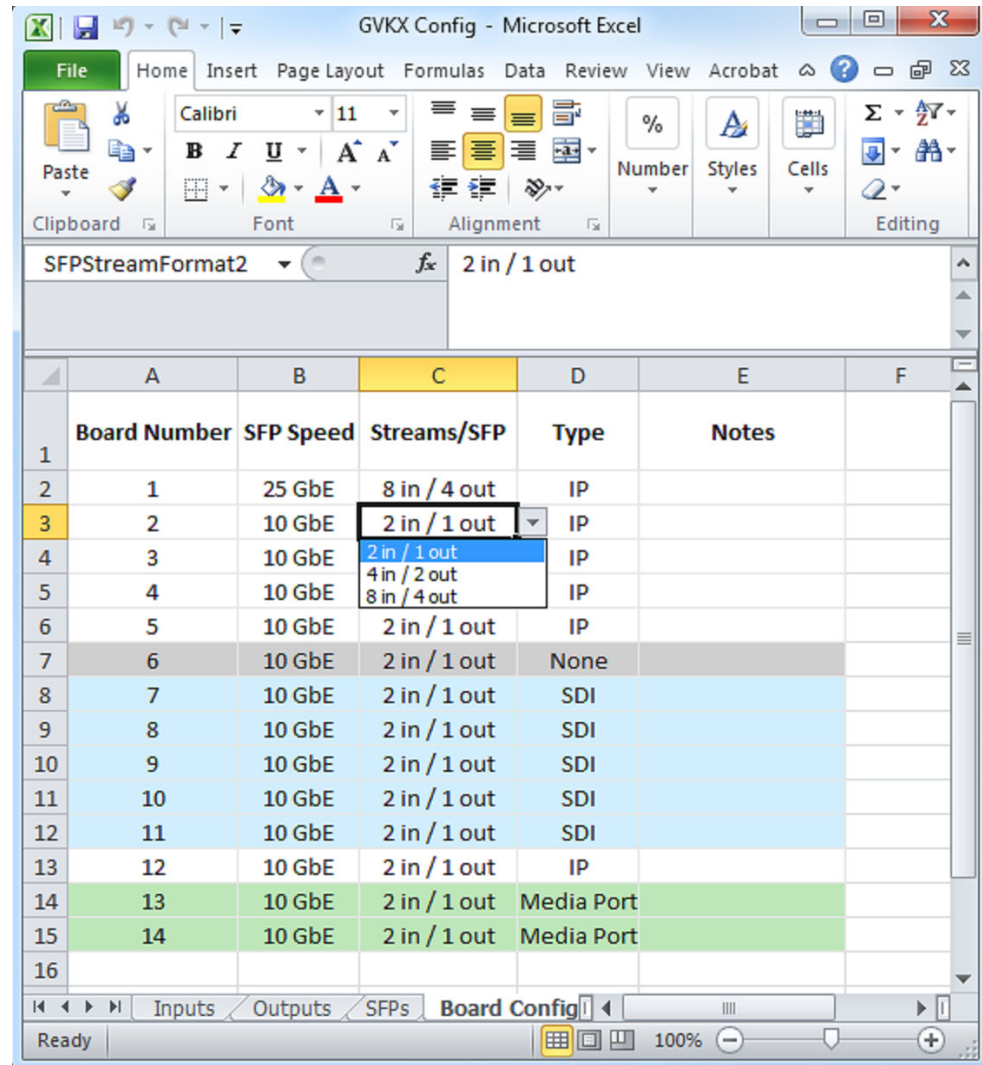 GVKX Config - Microsoft Excel
File Home Insert Page Layout Formulas Data Review View Acrobat
Calibri 11
Paste
B I U A A
A
%
Number Styles Cells
Σ
Clipboard Font Alignment Editing
SFPStreamFormat2 fx 2 in / 1 out
A B C D E F
1 Board Number SFP Speed Streams/SFP Type Notes
2 1 25 GbE 8 in / 4 out IP
3 2 10 GbE 2 in / 1 out IP
2 in / 1 out
4 3 10 GbE IP
4 in / 2 out
5 4 10 GbE IP
8 in / 4 out
6 5 10 GbE 2 in / 1 out IP
7 6 10 GbE 2 in / 1 out None
8 7 10 GbE 2 in / 1 out SDI
9 8 10 GbE 2 in / 1 out SDI
10 9 10 GbE 2 in / 1 out SDI
11 10 10 GbE 2 in / 1 out SDI
12 11 10 GbE 2 in / 1 out SDI
13 12 10 GbE 2 in / 1 out IP
14 13 10 GbE 2 in / 1 out Media Port
15 14 10 GbE 2 in / 1 out Media Port
16
Inputs Outputs SFPs Board Config
Ready 100%